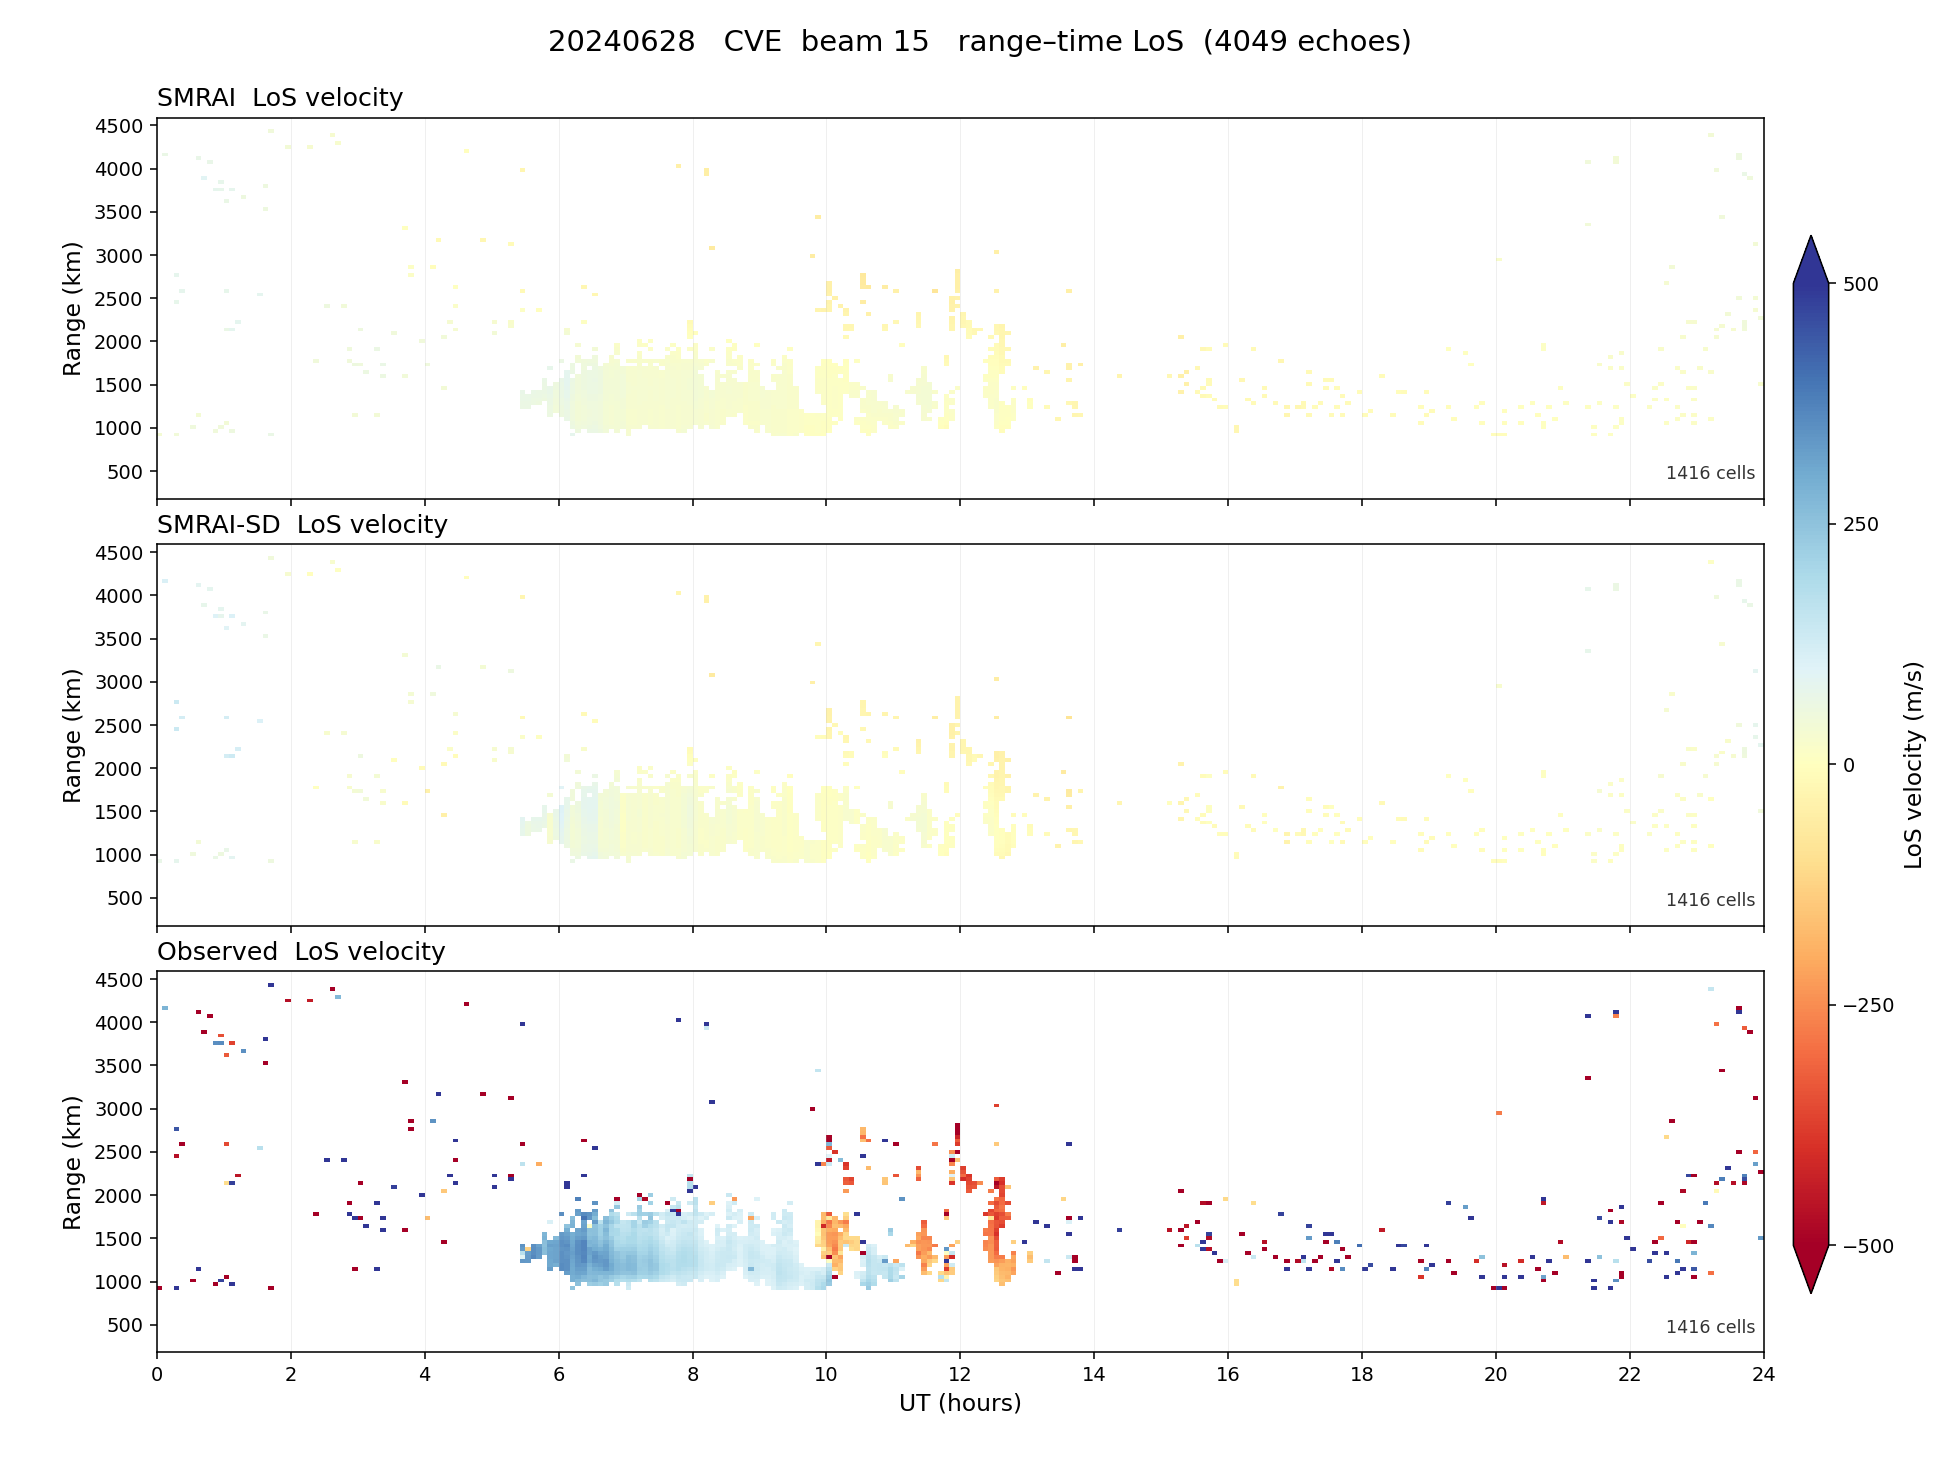 20240628   CVE  beam 15   range–time LoS  (4049 echoes)
SMRAI  LoS velocity
4500
4000
3500
3000
2500
2000
1500
1000
500
Range (km)
1416 cells
SMRAI-SD  LoS velocity
4500
4000
3500
3000
2500
2000
1500
1000
500
Range (km)
1416 cells
Observed  LoS velocity
4500
4000
3500
3000
2500
2000
1500
1000
500
Range (km)
1416 cells
0 2 4 6 8 10 12 14 16 18 20 22 24
UT (hours)
500
250
0
−250
−500
LoS velocity (m/s)